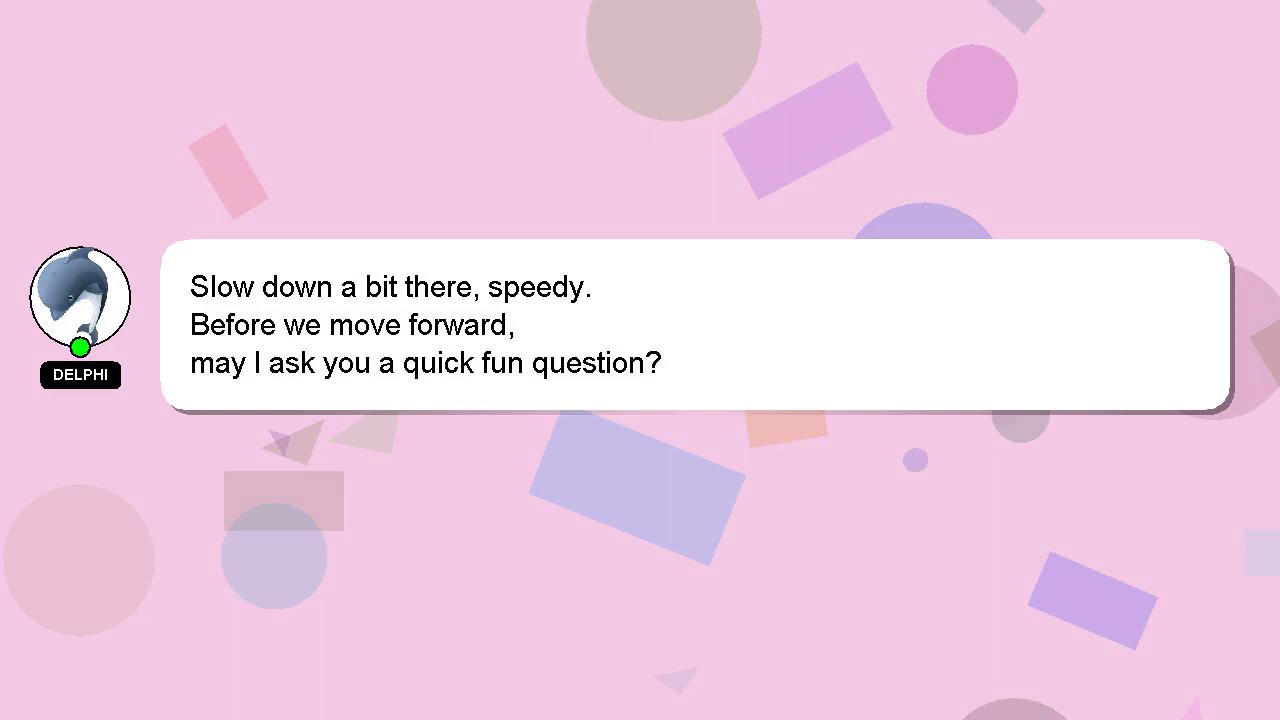 Slow down a bit there, speedy.
Before we move forward,
may I ask you a quick fun question?
DELPHI